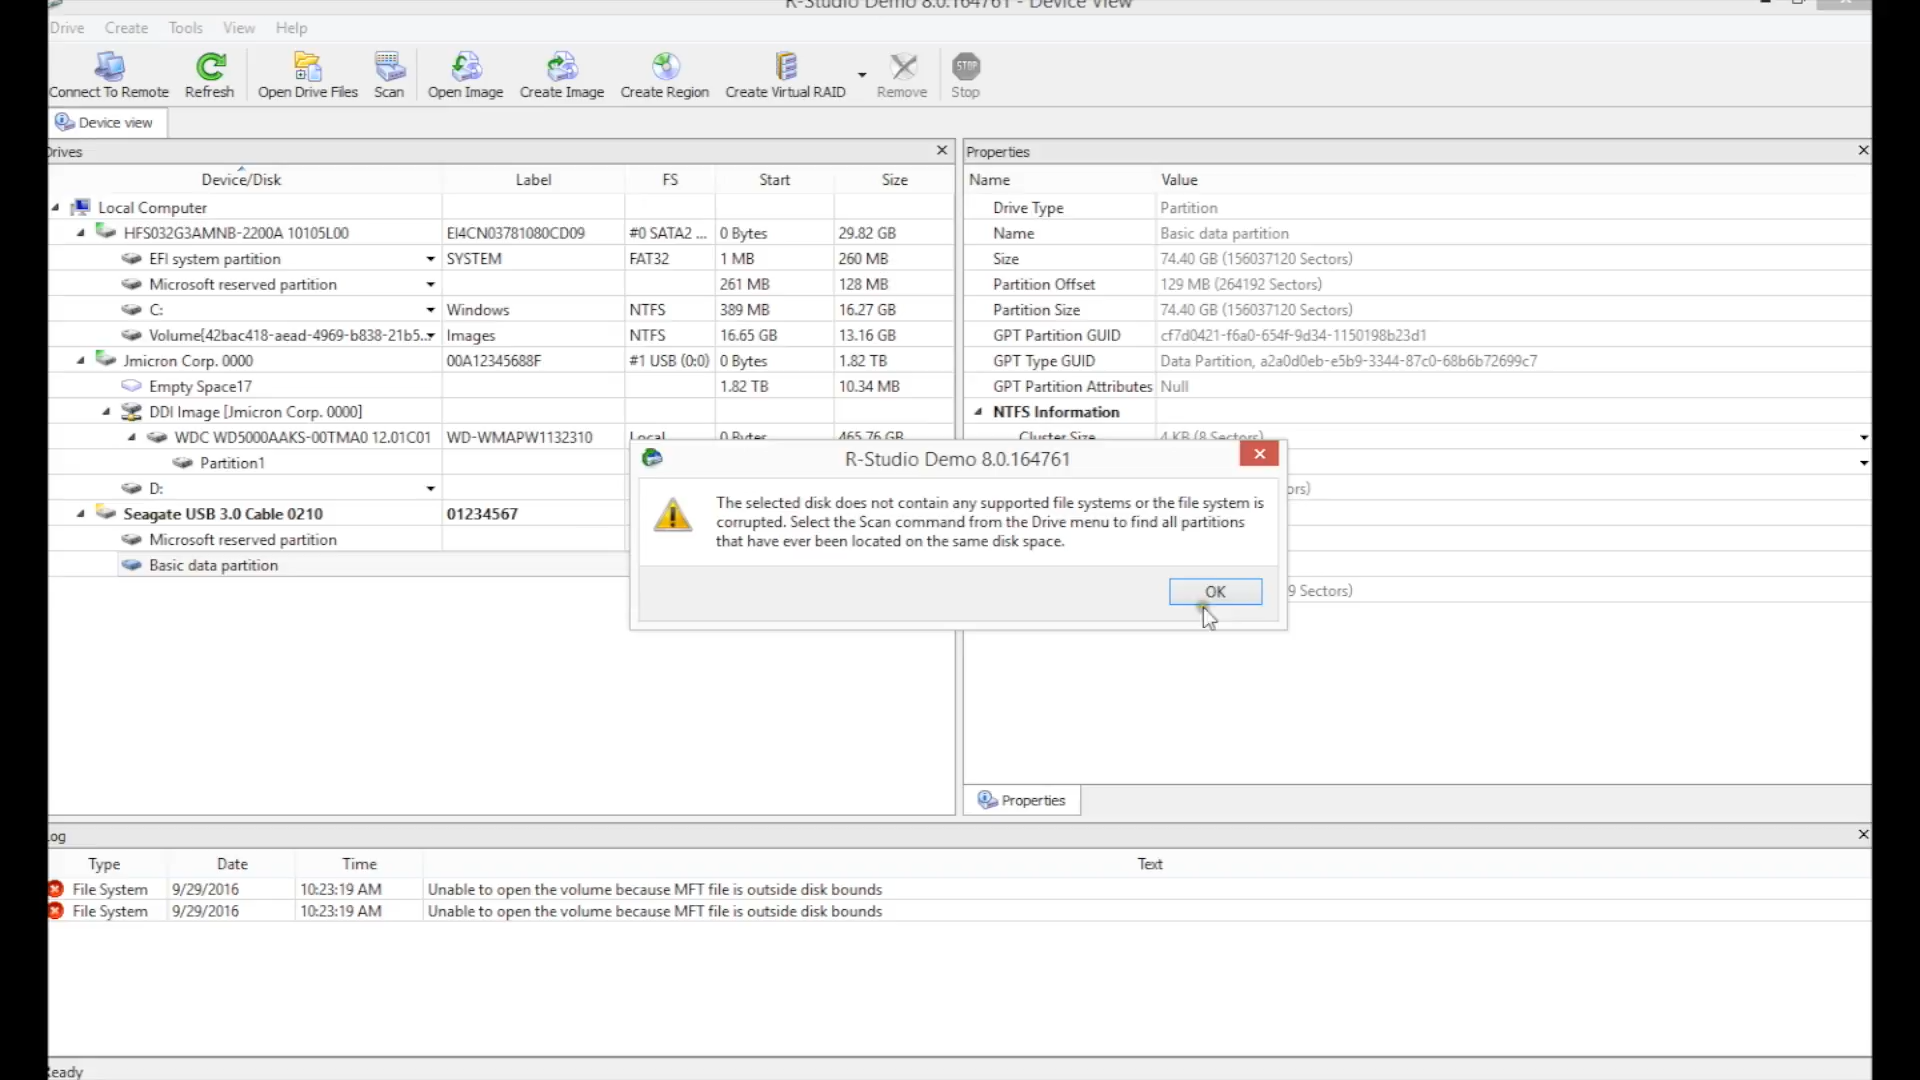 R-Studio Demo 8.0.164761 - Device View
Drive Create Tools View Help
Connect To Remote Refresh Open Drive Files Scan Open Image Create Image Create Region Create Virtual RAID Remove STOP Stop
Device view
Drives
Properties
Device/Disk Label FS Start Size
Name Value
Local Computer
Drive Type Partition
HFS032G3AMNB-2200A 10105L00 EI4CN03781080CD09 #0 SATA2 ... 0 Bytes 29.82 GB
Name Basic data partition
EFI system partition SYSTEM FAT32 1 MB 260 MB
Size 74.40 GB (156037120 Sectors)
Microsoft reserved partition 261 MB 128 MB
Partition Offset 129 MB (264192 Sectors)
C: Windows NTFS 389 MB 16.27 GB
Partition Size 74.40 GB (156037120 Sectors)
Volume{42bac418-aead-4969-b838-21b5... Images NTFS 16.65 GB 13.16 GB
GPT Partition GUID cf7d0421-f6a0-654f-9d34-1150198b23d1
Jmicron Corp. 0000 00A12345688F #1 USB (0:0) 0 Bytes 1.82 TB
GPT Type GUID Data Partition, a2a0d0eb-e5b9-3344-87c0-68b6b72699c7
Empty Space17 1.82 TB 10.34 MB
GPT Partition Attributes Null
DDI Image [Jmicron Corp. 0000]
NTFS Information
WDC WD5000AAKS-00TMA0 12.01C01 WD-WMAPW1132310 Local 0 Bytes 465.76 GB
Cluster Size 4 KB (8 Sectors)
Partition1
D:
ors)
Seagate USB 3.0 Cable 0210 01234567
Microsoft reserved partition
Basic data partition
9 Sectors)
R-Studio Demo 8.0.164761
The selected disk does not contain any supported file systems or the file system is
corrupted. Select the Scan command from the Drive menu to find all partitions
that have ever been located on the same disk space.
OK
Properties
Log
Type Date Time Text
File System 9/29/2016 10:23:19 AM Unable to open the volume because MFT file is outside disk bounds
File System 9/29/2016 10:23:19 AM Unable to open the volume because MFT file is outside disk bounds
Ready